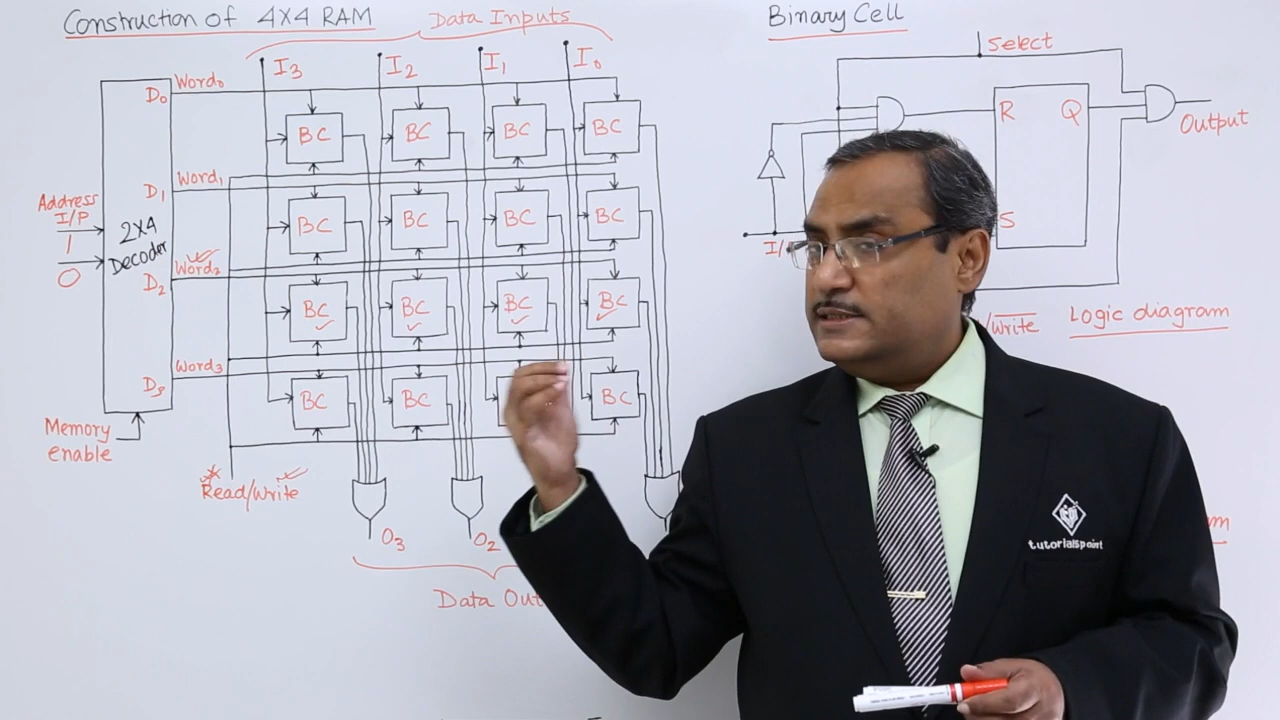 Construction of 4X4 RAM
Data Inputs
I3 I2 I1 I0
Word0
D0
BC BC BC BC
Word1
D1
Address
I/P
1
0
2X4
Decoder
BC BC BC BC
Word2
D2
BC BC BC BC
Word3
D3
BC BC BC
Memory
enable
Read/Write
O3 O2
Data Out
Binary Cell
Select
R Q
Output
S
I/
/Write
Logic diagram
tutorialspoint
m